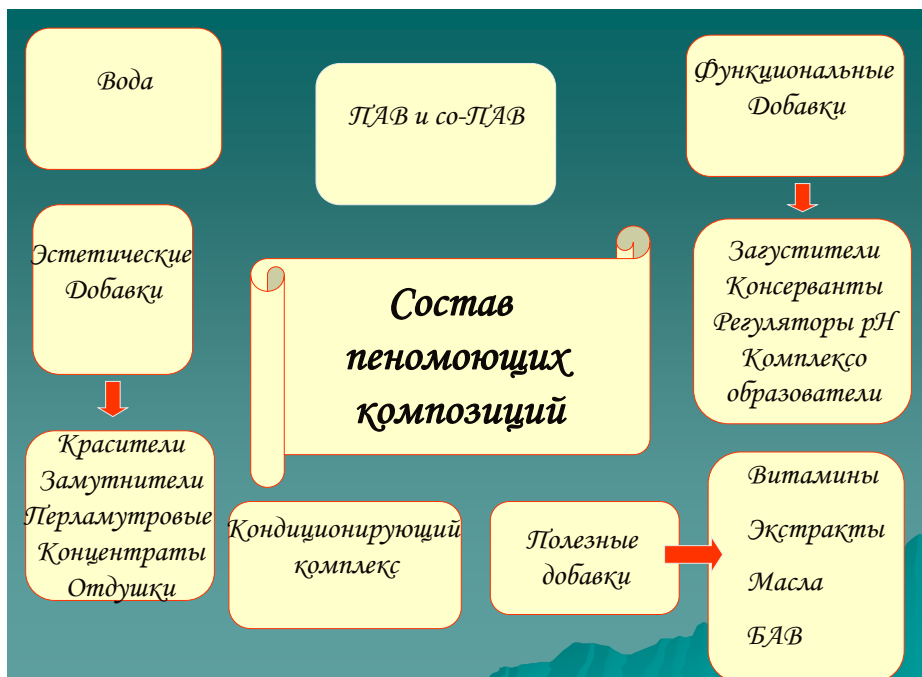 Вода
ПАВ и со-ПАВ
Функциональные
Добавки
Эстетические
Добавки
Состав
пеномоющих
композиций
Загустители
Консерванты
Регуляторы pH
Комплексо
образователи
Красители
Замутнители
Перламутровые
Концентраты
Отдушки
Кондиционирующий
комплекс
Полезные
добавки
Витамины
Экстракты
Масла
БАВ